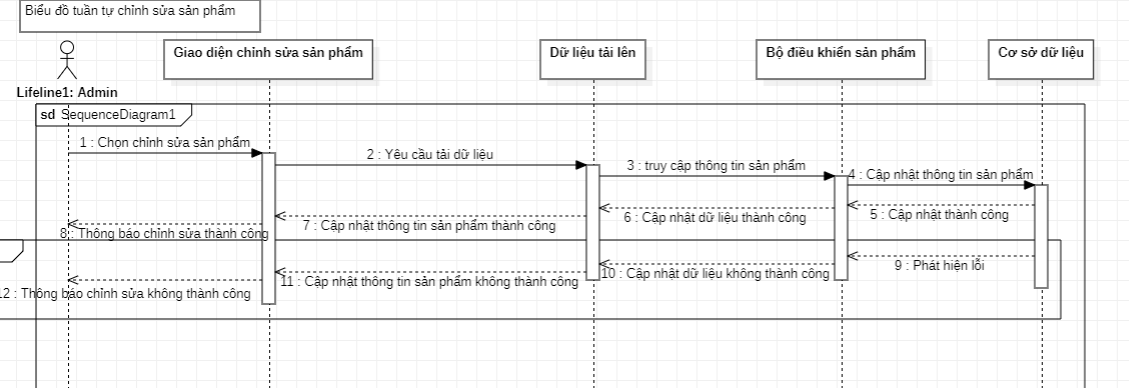 Biểu đồ tuần tự chỉnh sửa sản phẩm
Giao diện chỉnh sửa sản phẩm
Dữ liệu tải lên
Bộ điều khiển sản phẩm
Cơ sở dữ liệu
Lifeline1: Admin
sd SequenceDiagram1
1 : Chọn chỉnh sửa sản phẩm
2 : Yêu cầu tải dữ liệu
3 : truy cập thông tin sản phẩm
4 : Cập nhật thông tin sản phẩm
5 : Cập nhật thành công
6 : Cập nhật dữ liệu thành công
7 : Cập nhật thông tin sản phẩm thành công
8 : Thông báo chỉnh sửa thành công
9 : Phát hiện lỗi
10 : Cập nhật dữ liệu không thành công
11 : Cập nhật thông tin sản phẩm không thành công
12 : Thông báo chỉnh sửa không thành công